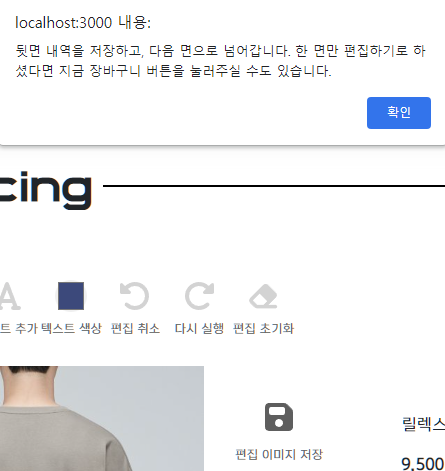 localhost:3000 내용:
뒷면 내역을 저장하고, 다음 면으로 넘어갑니다. 한 면만 편집하기로 하
셨다면 지금 장바구니 버튼을 눌러주실 수도 있습니다.
확인
cing
트 추가 텍스트 색상 편집 취소 다시 실행 편집 초기화
릴렉스
편집 이미지 저장
9,500